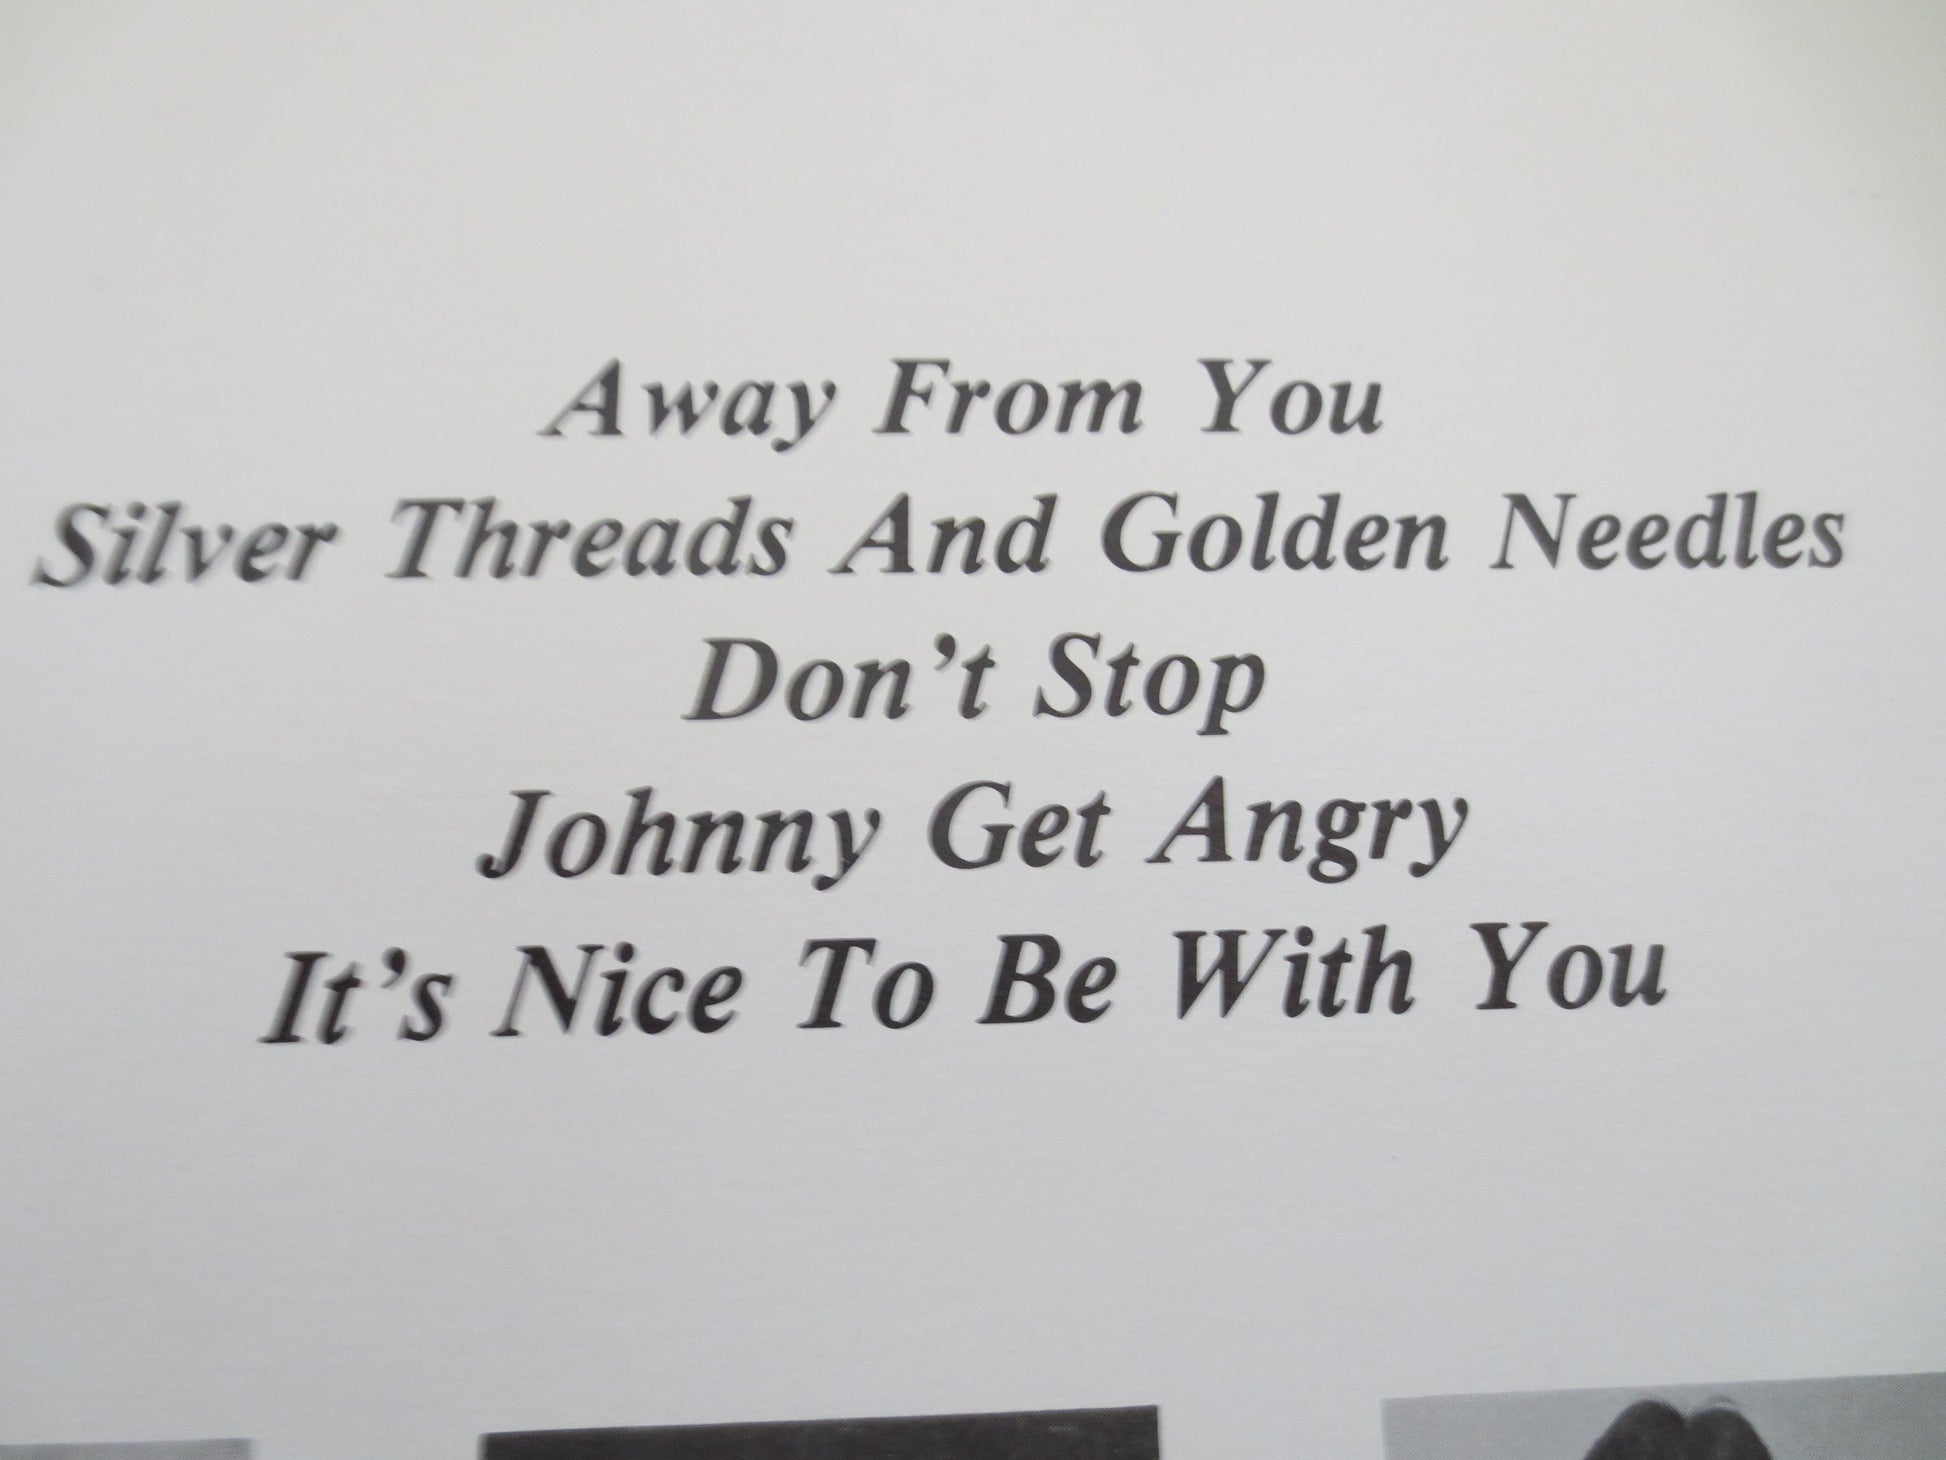 Away From You
Silver Threads And Golden Needles
Don't Stop
Johnny Get Angry
It's Nice To Be With You